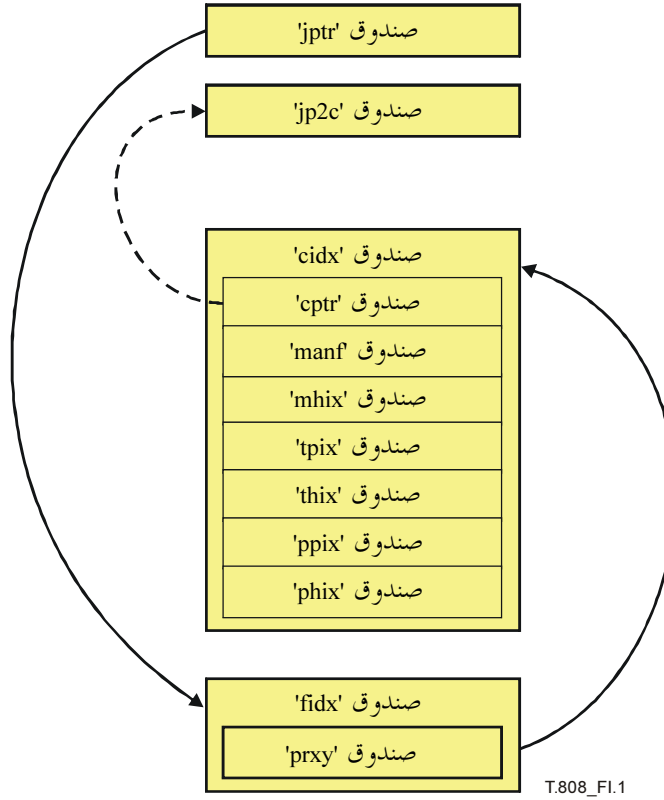 صندوق 'jptr'
صندوق 'jp2c'
صندوق 'cidx'
صندوق 'cptr'
صندوق 'manf'
صندوق 'mhix'
صندوق 'tpix'
صندوق 'thix'
صندوق 'ppix'
صندوق 'phix'
صندوق 'fidx'
صندوق 'prxy'
T.808_FI.1